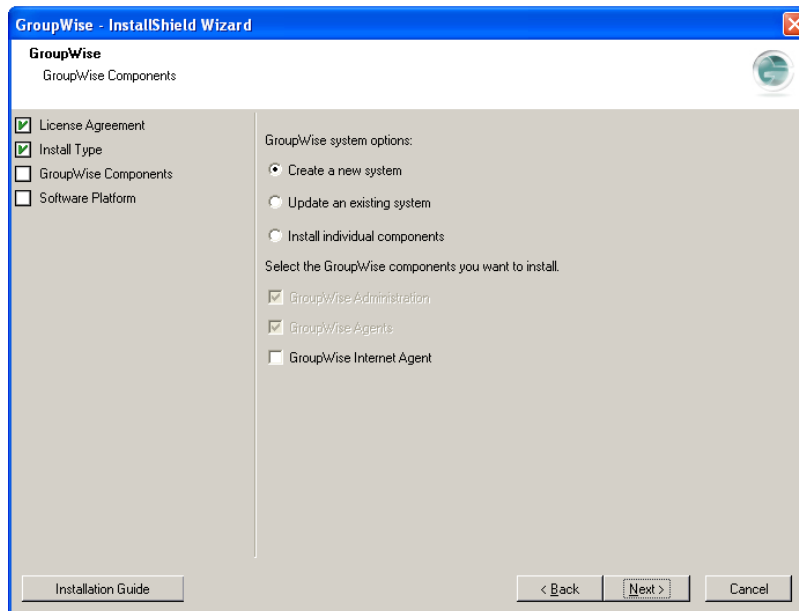 GroupWise - InstallShield Wizard
GroupWise
GroupWise Components
License Agreement
Install Type
GroupWise Components
Software Platform
GroupWise system options:
Create a new system
Update an existing system
Install individual components
Select the GroupWise components you want to install.
GroupWise Administration
GroupWise Agents
GroupWise Internet Agent
Installation Guide
< Back
Next >
Cancel